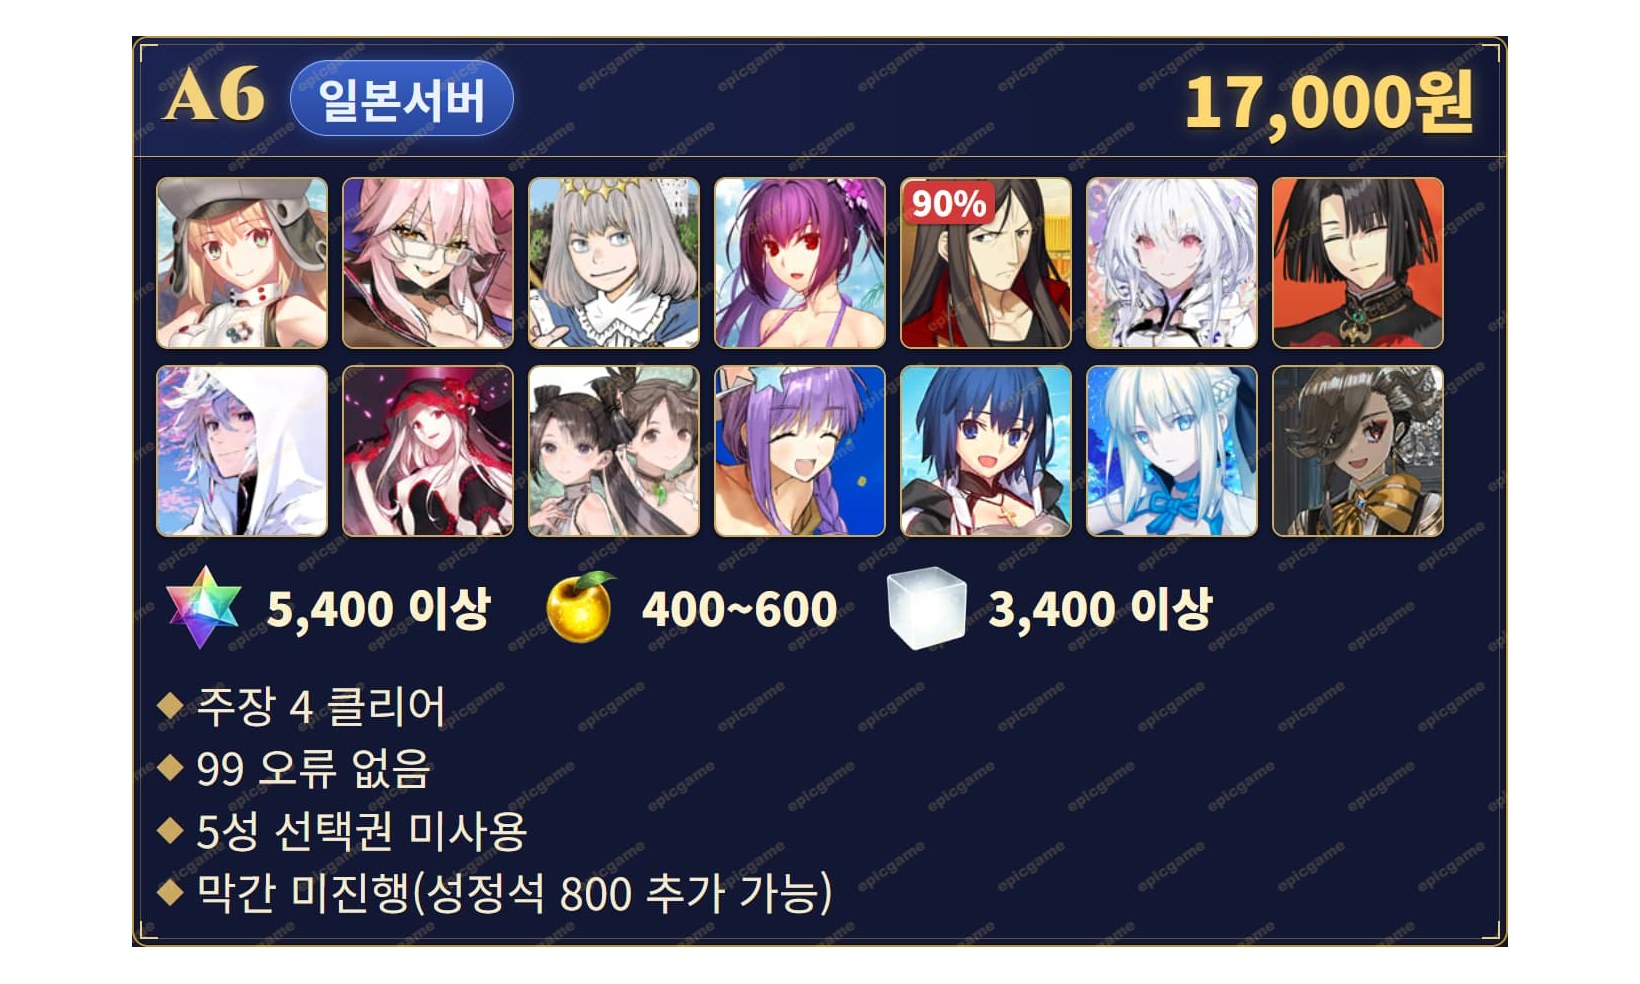 A6 일본서버 17,000원
90%
5,400 이상 400~600 3,400 이상
◆ 주장 4 클리어
◆ 99 오류 없음
◆ 5성 선택권 미사용
◆ 막간 미진행(성정석 800 추가 가능)
epicgame